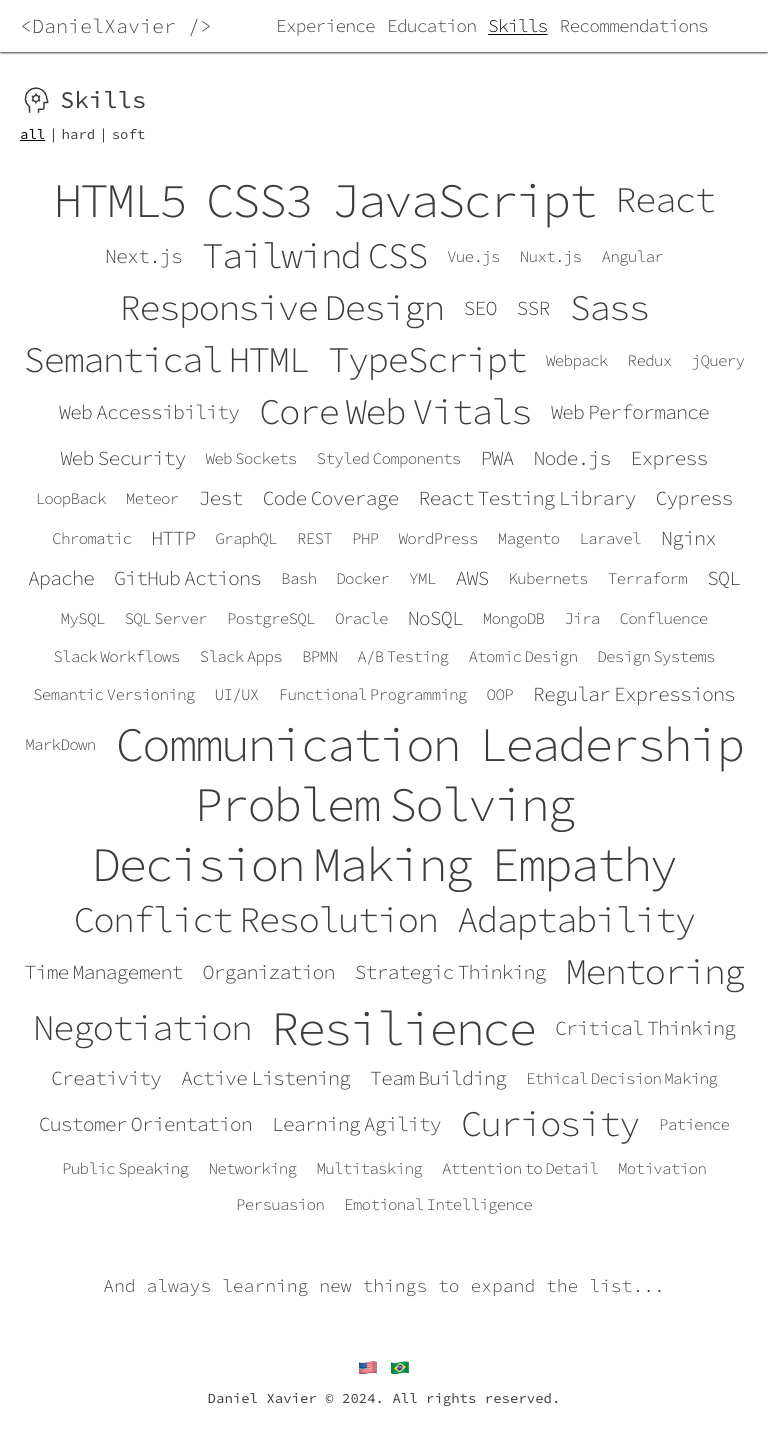 <DanielXavier /> Experience Education Skills Recommendations
Skills
all | hard | soft
HTML5 CSS3 JavaScript React
Next.js Tailwind CSS Vue.js Nuxt.js Angular
Responsive Design SEO SSR Sass
Semantical HTML TypeScript Webpack Redux jQuery
Web Accessibility Core Web Vitals Web Performance
Web Security Web Sockets Styled Components PWA Node.js Express
LoopBack Meteor Jest Code Coverage React Testing Library Cypress
Chromatic HTTP GraphQL REST PHP WordPress Magento Laravel Nginx
Apache GitHub Actions Bash Docker YML AWS Kubernets Terraform SQL
MySQL SQL Server PostgreSQL Oracle NoSQL MongoDB Jira Confluence
Slack Workflows Slack Apps BPMN A/B Testing Atomic Design Design Systems
Semantic Versioning UI/UX Functional Programming OOP Regular Expressions
MarkDown Communication Leadership
Problem Solving
Decision Making Empathy
Conflict Resolution Adaptability
Time Management Organization Strategic Thinking Mentoring
Negotiation Resilience Critical Thinking
Creativity Active Listening Team Building Ethical Decision Making
Customer Orientation Learning Agility Curiosity Patience
Public Speaking Networking Multitasking Attention to Detail Motivation
Persuasion Emotional Intelligence
And always learning new things to expand the list...
Daniel Xavier © 2024. All rights reserved.